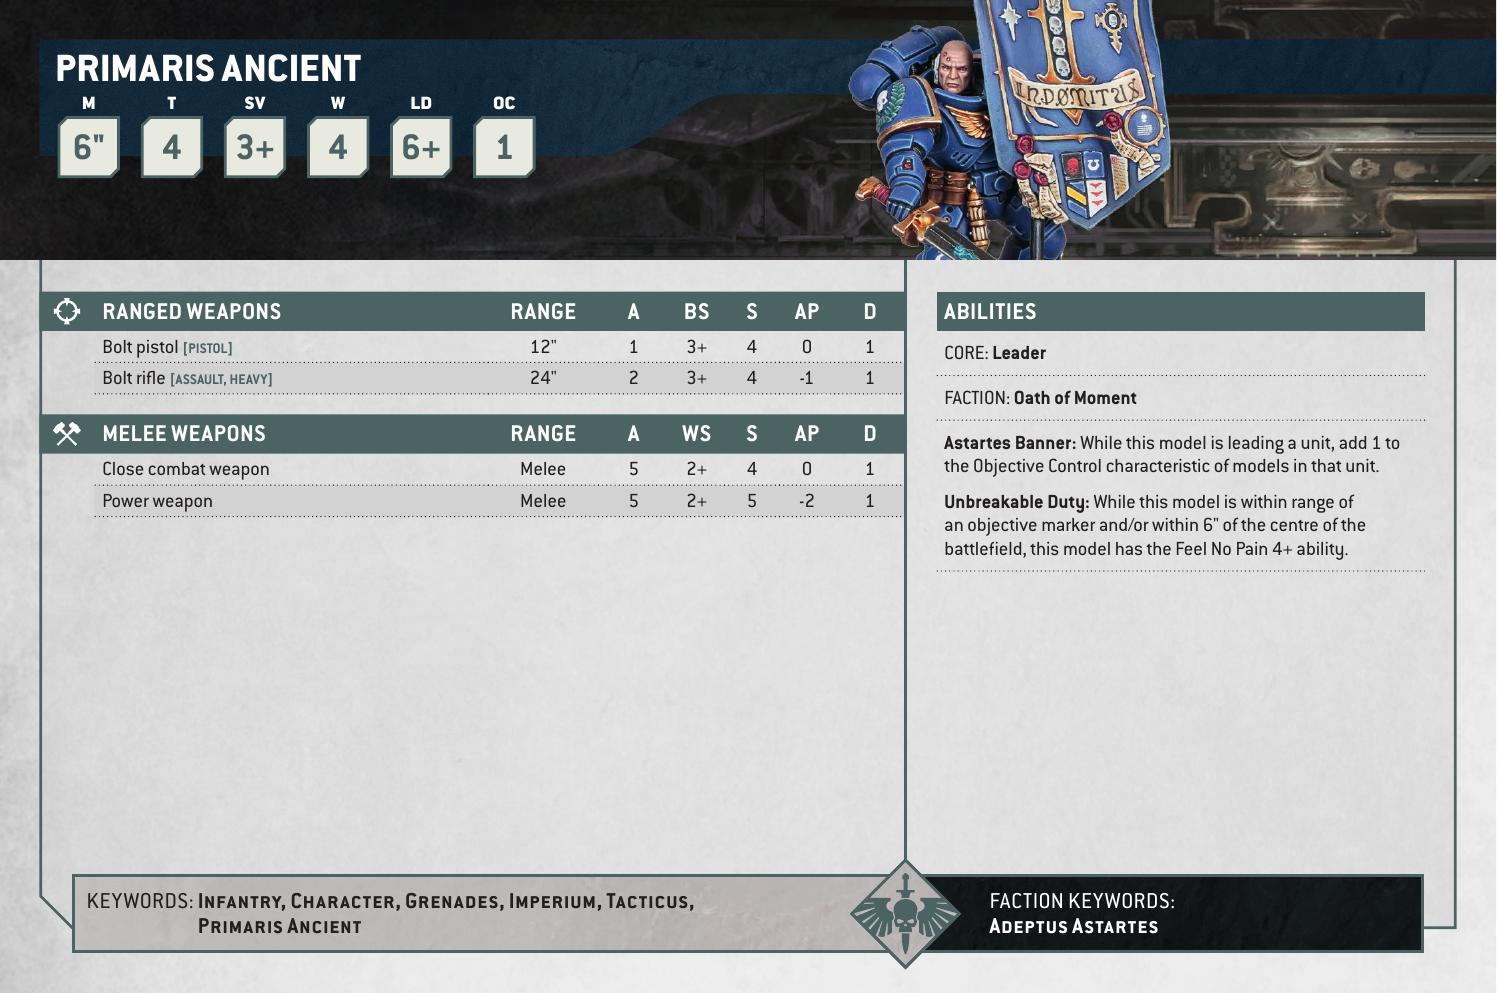 PRIMARIS ANCIENT
M T SV W LD OC
6" 4 3+ 4 6+ 1
INDOMITUS
RANGED WEAPONS RANGE A BS S AP D
Bolt pistol [PISTOL] 12" 1 3+ 4 0 1
Bolt rifle [ASSAULT, HEAVY] 24" 2 3+ 4 -1 1
MELEE WEAPONS RANGE A WS S AP D
Close combat weapon Melee 5 2+ 4 0 1
Power weapon Melee 5 2+ 5 -2 1
ABILITIES
CORE: Leader
FACTION: Oath of Moment
Astartes Banner: While this model is leading a unit, add 1 to
the Objective Control characteristic of models in that unit.
Unbreakable Duty: While this model is within range of
an objective marker and/or within 6" of the centre of the
battlefield, this model has the Feel No Pain 4+ ability.
KEYWORDS: INFANTRY, CHARACTER, GRENADES, IMPERIUM, TACTICUS,
PRIMARIS ANCIENT
FACTION KEYWORDS:
ADEPTUS ASTARTES